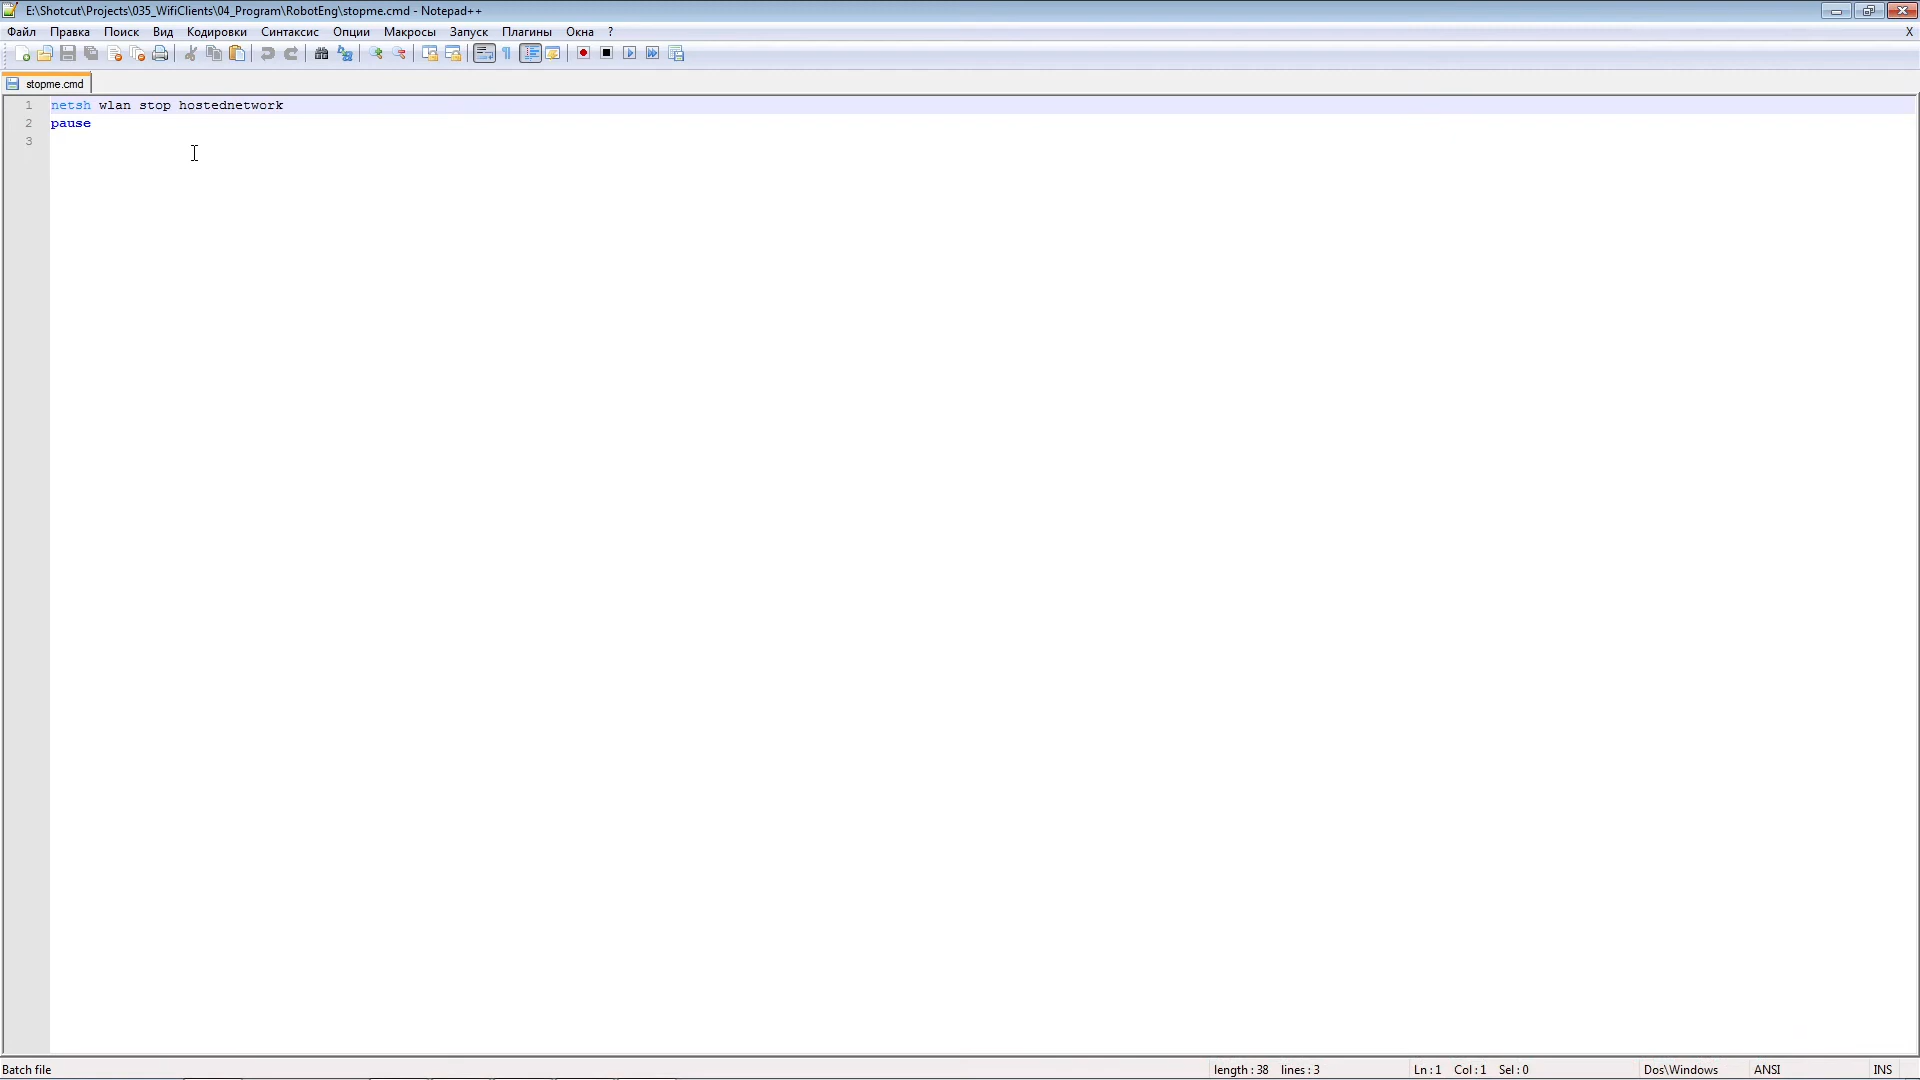 E:\Shotcut\Projects\035_WifiClients\04_Program\RobotEng\stopme.cmd - Notepad++
Файл Правка Поиск Вид Кодировки Синтаксис Опции Макросы Запуск Плагины Окна ? X
stopme.cmd
1 netsh wlan stop hostednetwork
2 pause
3
Batch file length : 38 lines : 3 Ln : 1 Col : 1 Sel : 0 Dos\Windows ANSI INS